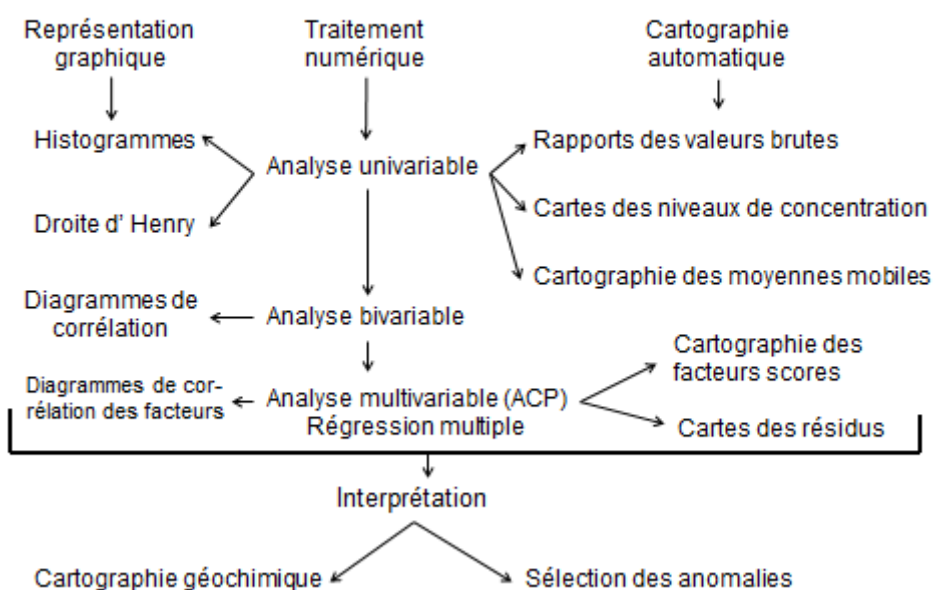 Représentation
graphique
Traitement
numérique
Cartographie
automatique
Histogrammes
Analyse univariable
Rapports des valeurs brutes
Droite d' Henry
Cartes des niveaux de concentration
Cartographie des moyennes mobiles
Diagrammes de
corrélation
Analyse bivariable
Cartographie des
facteurs scores
Diagrammes de cor-
rélation des facteurs
Analyse multivariable (ACP)
Régression multiple
Cartes des résidus
Interprétation
Cartographie géochimique
Sélection des anomalies